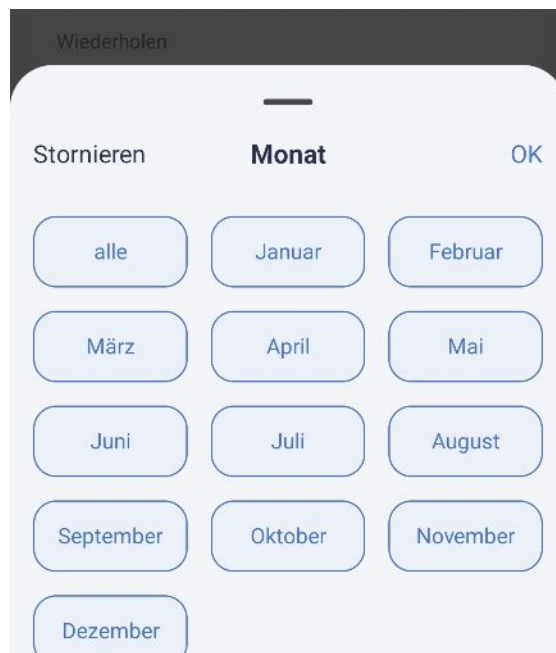 Wiederholen
Stornieren Monat OK
alle Januar Februar
März April Mai
Juni Juli August
September Oktober November
Dezember